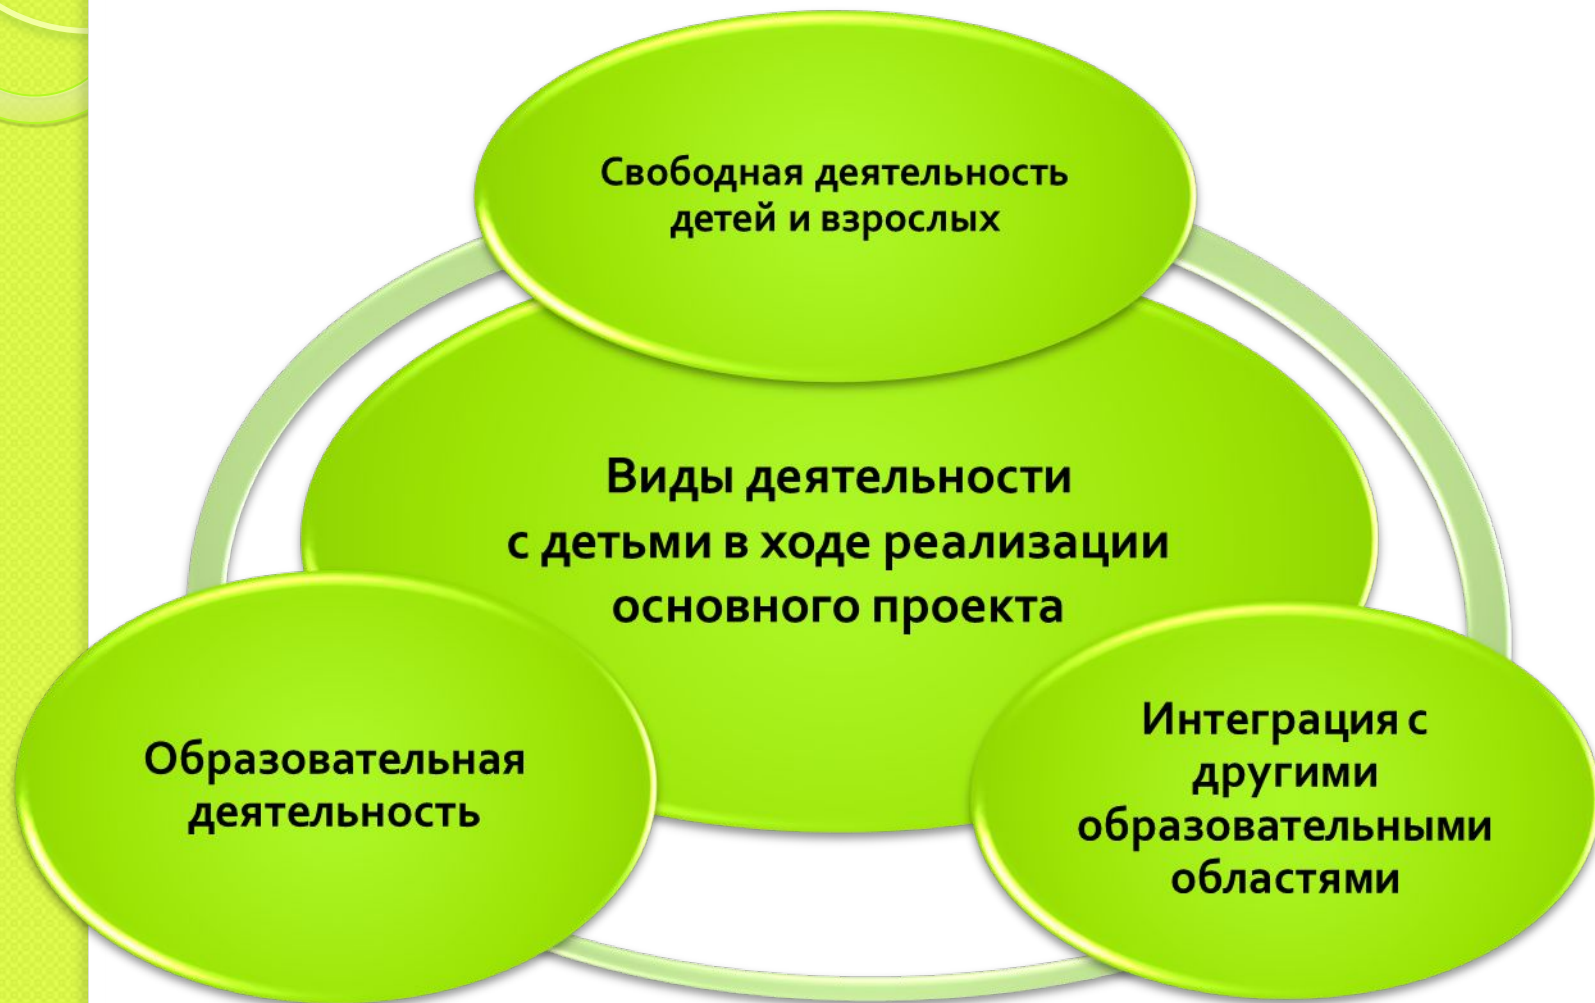 Свободная деятельность
детей и взрослых
Виды деятельности
с детьми в ходе реализации
основного проекта
Образовательная
деятельность
Интеграция с
другими
образовательными
областями